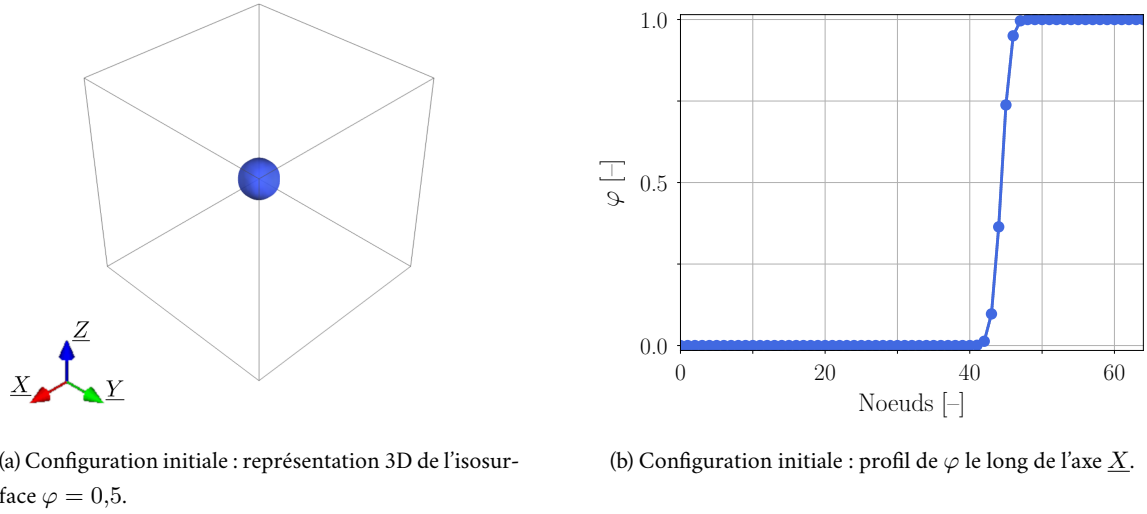 1.0
0.5
0.0
φ [–]
0
20
40
60
Noeuds [–]
Z
X
Y
(a) Configuration initiale : représentation 3D de l'isosur-
face φ = 0,5.
(b) Configuration initiale : profil de φ le long de l'axe X.